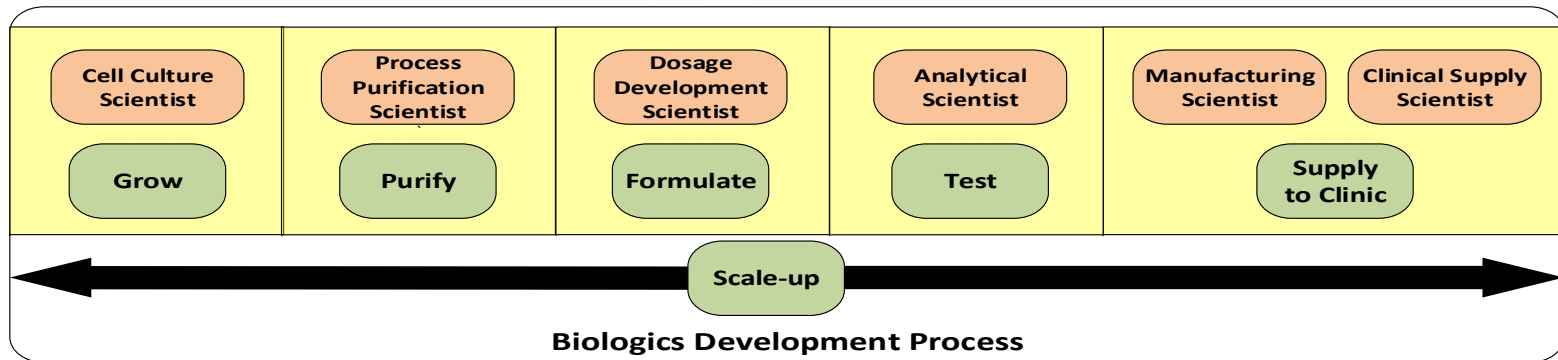 Cell Culture
Scientist
Process
Purification
Scientist
`
Dosage
Development
Scientist
Analytical
Scientist
Manufacturing
Scientist
Clinical Supply
Scientist
Grow
Purify
Formulate
Test
Supply
to Clinic
Scale-up
Biologics Development Process